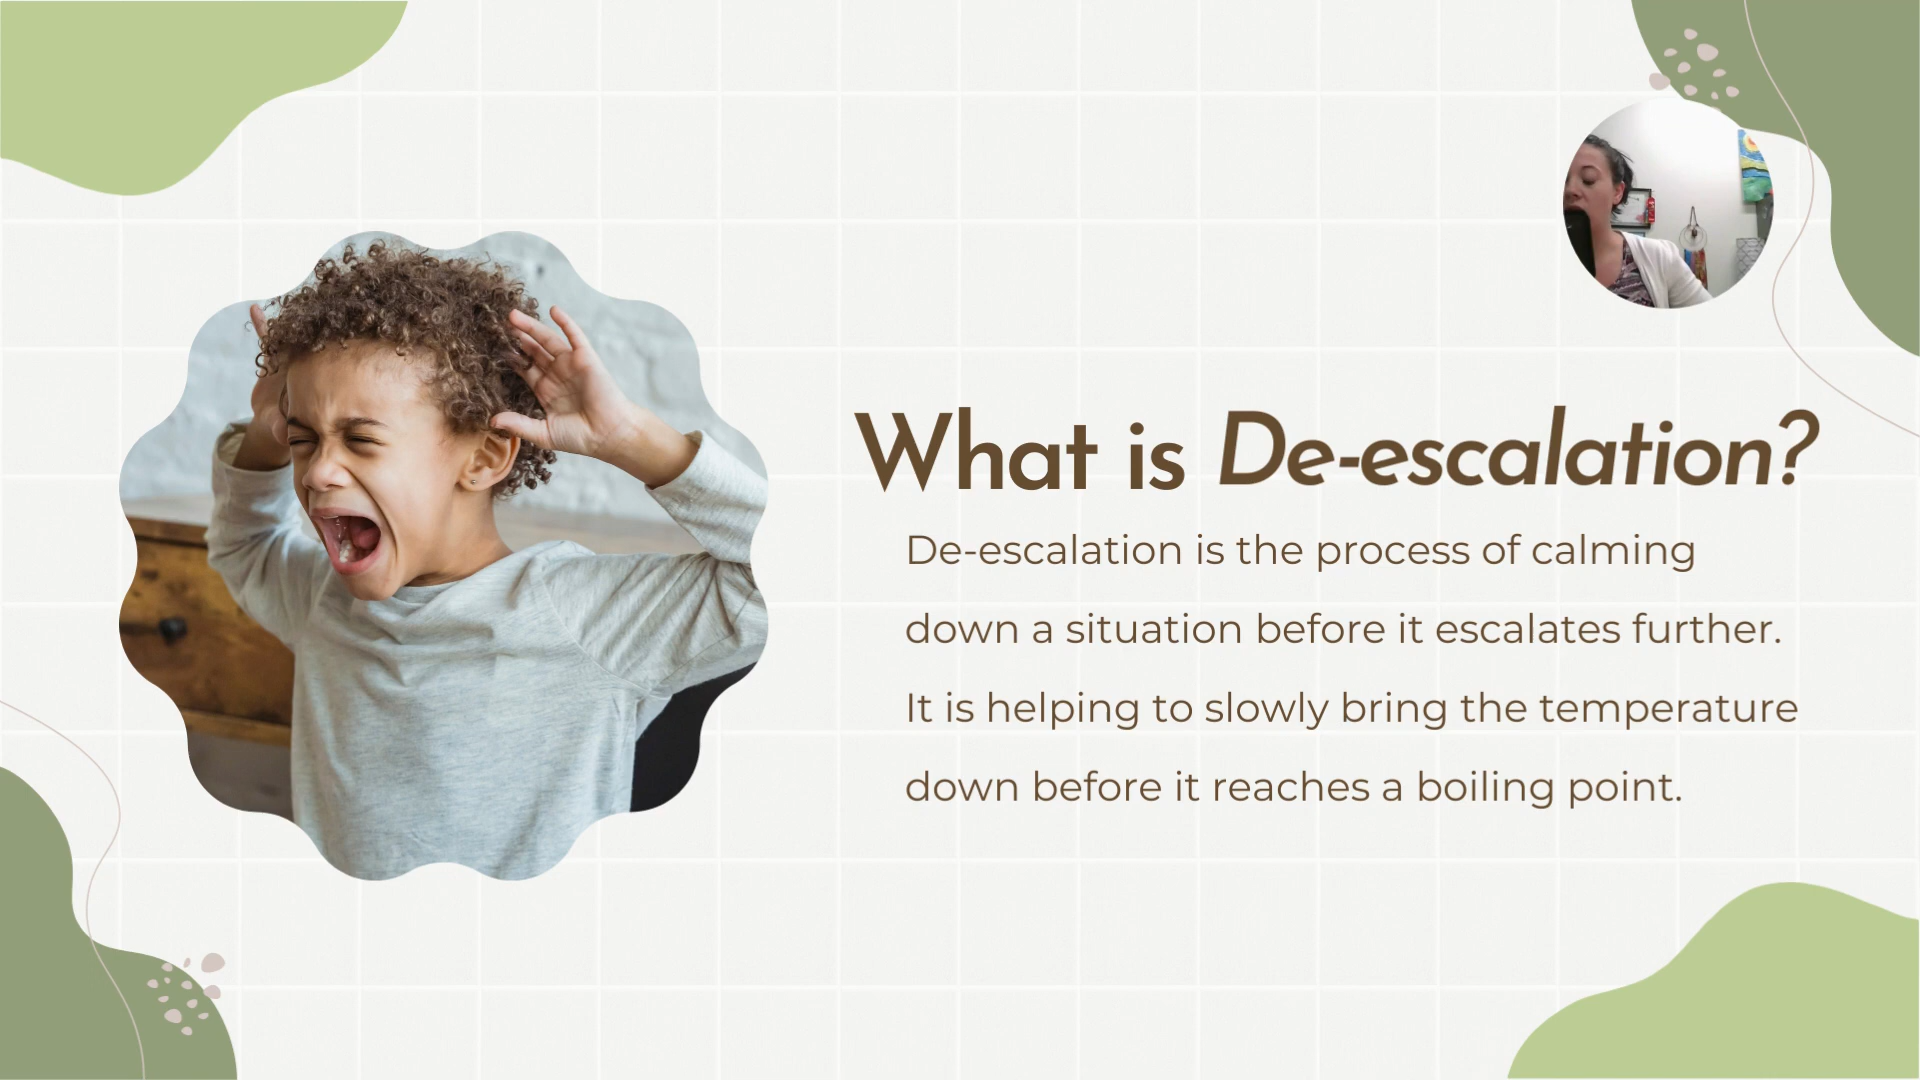 What is De-escalation?
De-escalation is the process of calming
down a situation before it escalates further.
It is helping to slowly bring the temperature
down before it reaches a boiling point.